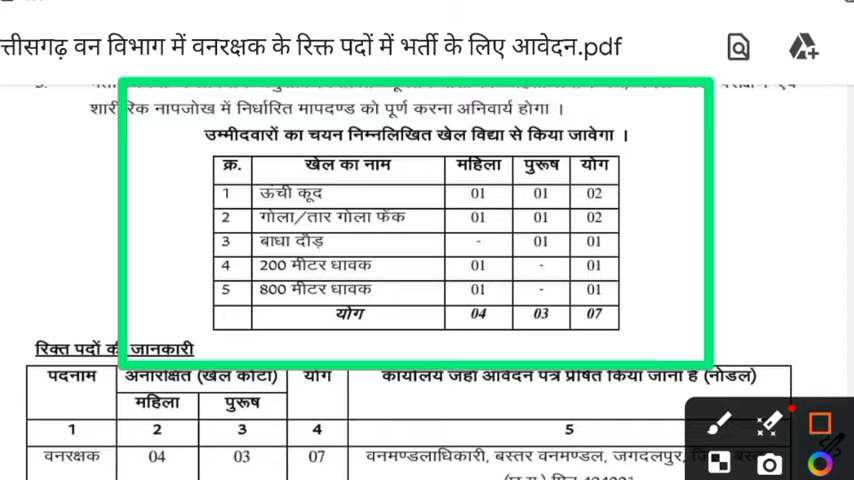 त्तीसगढ़ वन विभाग में वनरक्षक के रिक्त पदों में भर्ती के लिए आवेदन.pdf
शारीरिक नापजोख में निर्धारित मापदण्ड को पूर्ण करना अनिवार्य होगा ।
उम्मीदवारों का चयन निम्नलिखित खेल विद्या से किया जावेगा ।
क्र. खेल का नाम महिला पुरूष योग
1 ऊंची कूद 01 01 02
2 गोला/तार गोला फेंक 01 01 02
3 बाधा दौड़ - 01 01
4 200 मीटर धावक 01 - 01
5 800 मीटर धावक 01 - 01
योग 04 03 07
रिक्त पदों की जानकारी
पदनाम अनारक्षित (खेल कोटा) योग कार्यालय जहां आवेदन पत्र प्रेषित किया जाना है (नोडल)
महिला पुरूष
1 2 3 4 5
वनरक्षक 04 03 07 वनमण्डलाधिकारी, बस्तर वनमण्डल, जगदलपुर,